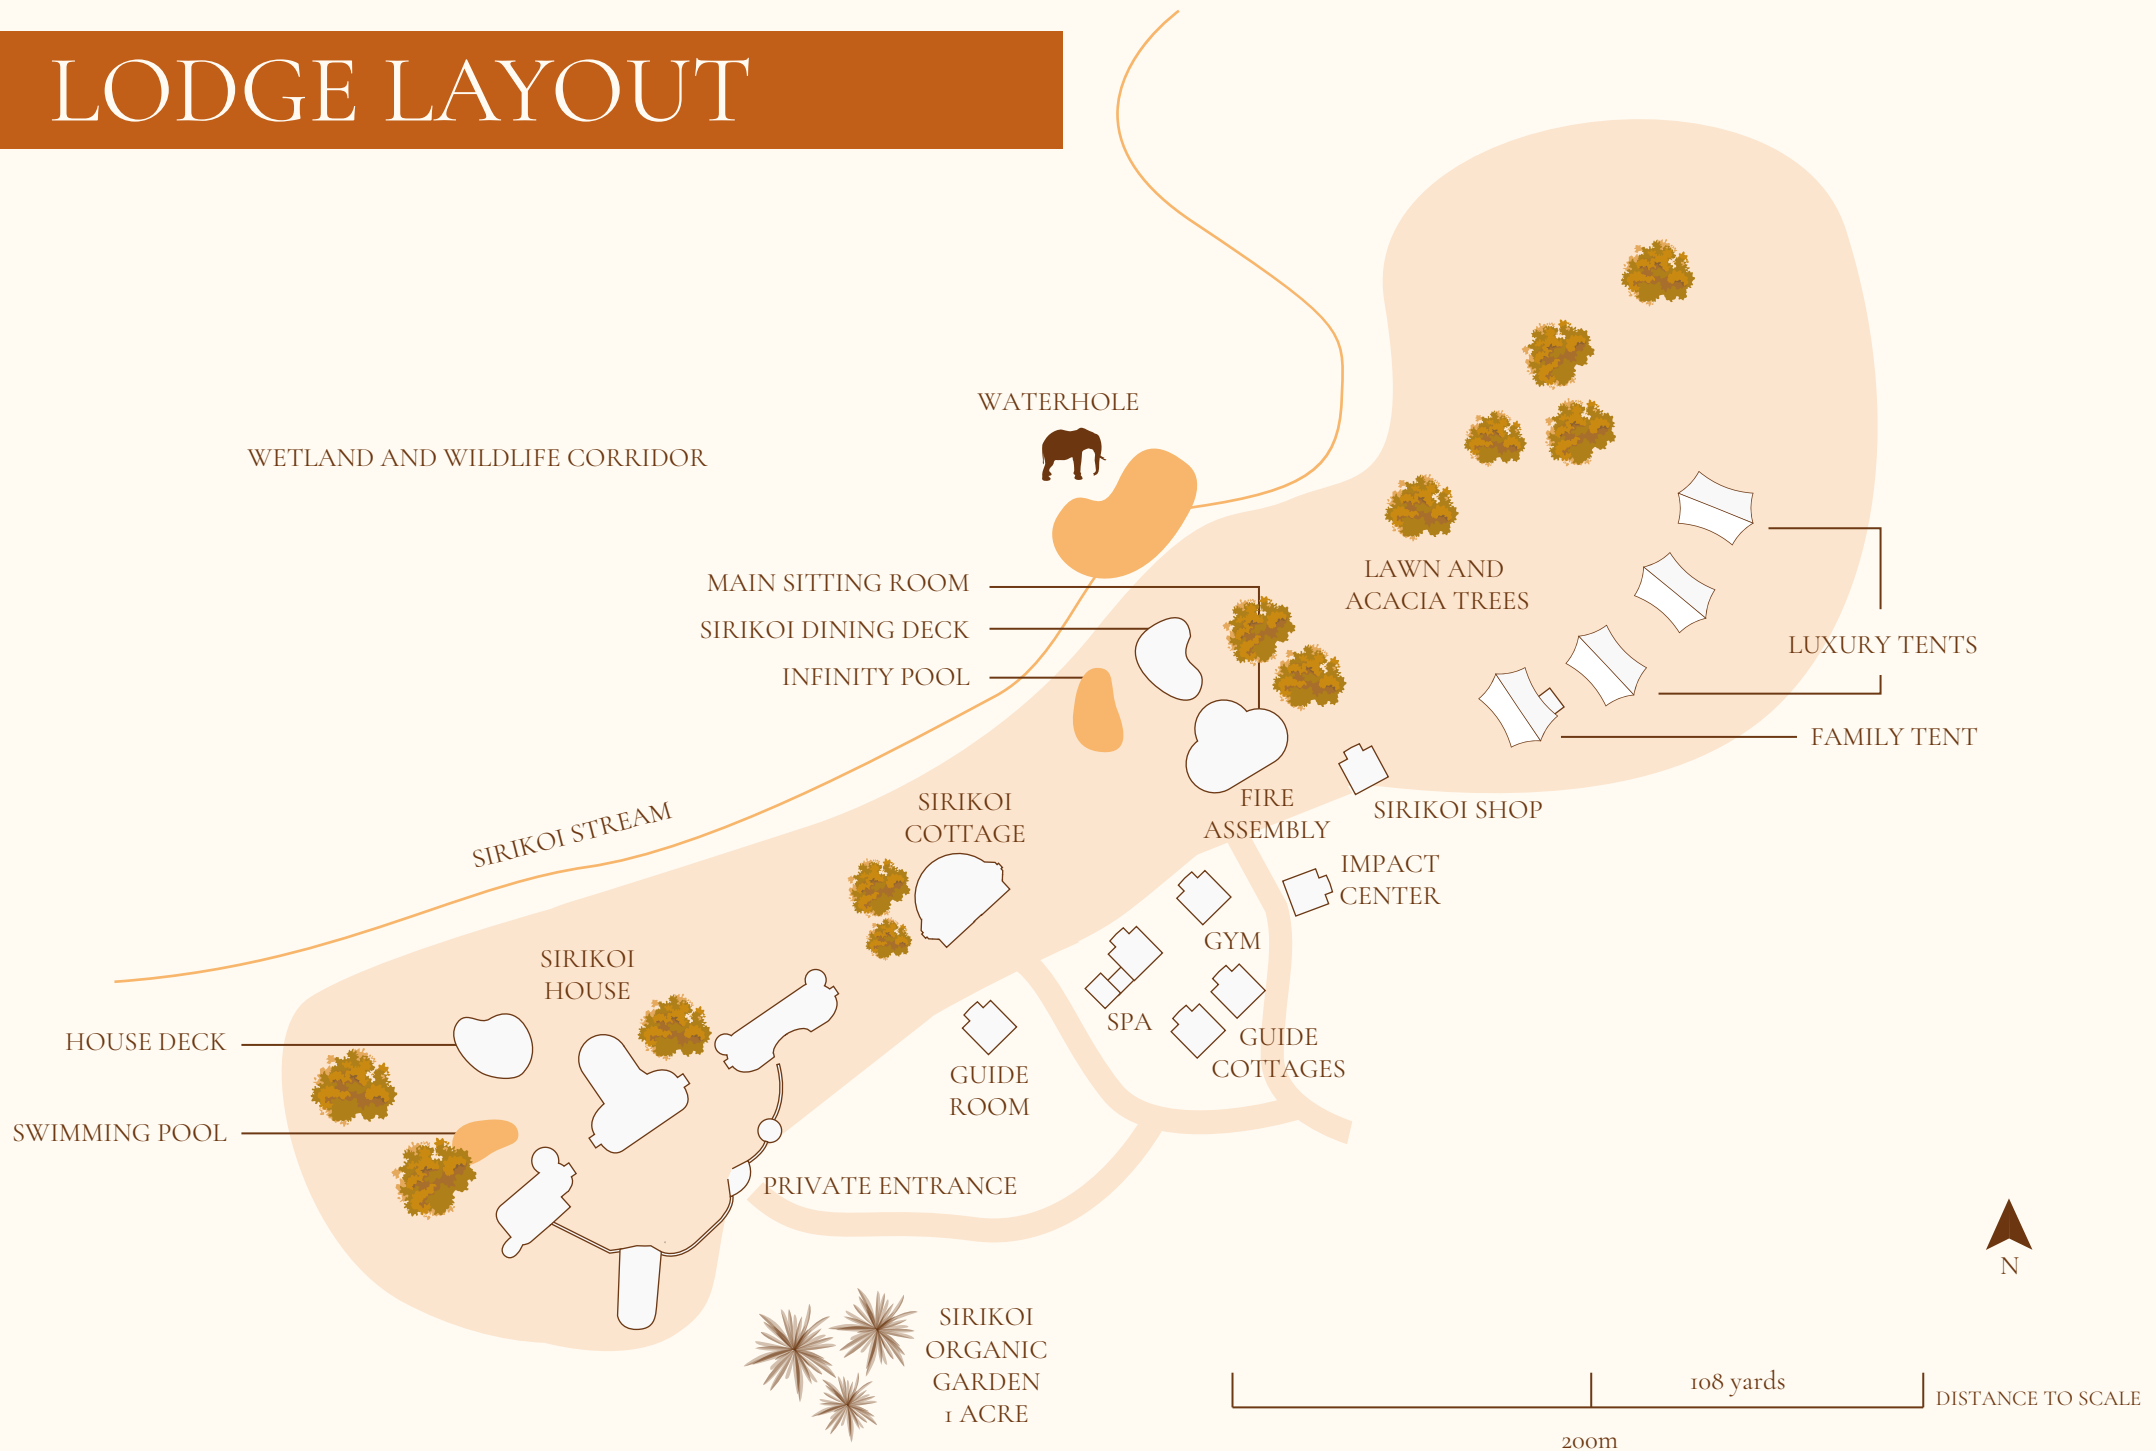 LODGE LAYOUT
WATERHOLE
WETLAND AND WILDLIFE CORRIDOR
MAIN SITTING ROOM
SIRIKOI DINING DECK
INFINITY POOL
LAWN AND
ACACIA TREES
LUXURY TENTS
FAMILY TENT
SIRIKOI STREAM
SIRIKOI
COTTAGE
FIRE
ASSEMBLY
SIRIKOI SHOP
IMPACT
CENTER
GYM
SIRIKOI
HOUSE
HOUSE DECK
SPA
GUIDE
COTTAGES
GUIDE
ROOM
SWIMMING POOL
PRIVATE ENTRANCE
N
SIRIKOI
ORGANIC
GARDEN
1 ACRE
108 yards
DISTANCE TO SCALE
200m